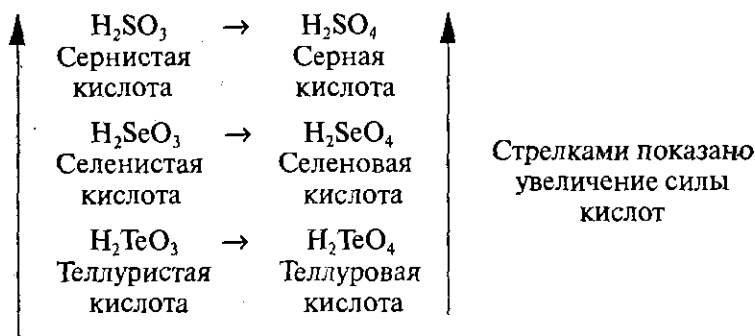 H₂SO₃ → H₂SO₄
Сернистая Серная
кислота кислота
H₂SeO₃ → H₂SeO₄
Селенистая Селеновая
кислота кислота
H₂TeO₃ → H₂TeO₄
Теллуристая Теллуровая
кислота кислота
Стрелками показано
увеличение силы
кислот